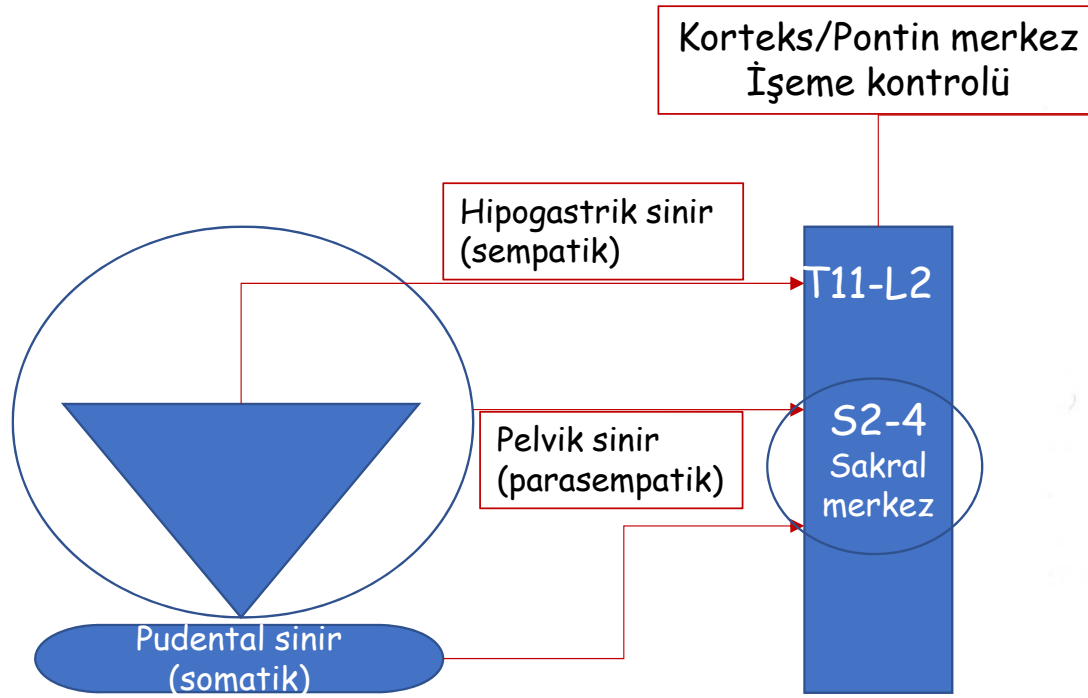 Korteks/Pontin merkez
İşeme kontrolü
Hipogastrik sinir
(sempatik)
T11-L2
Pelvik sinir
(parasempatik)
S2-4
Sakral
merkez
Pudental sinir
(somatik)